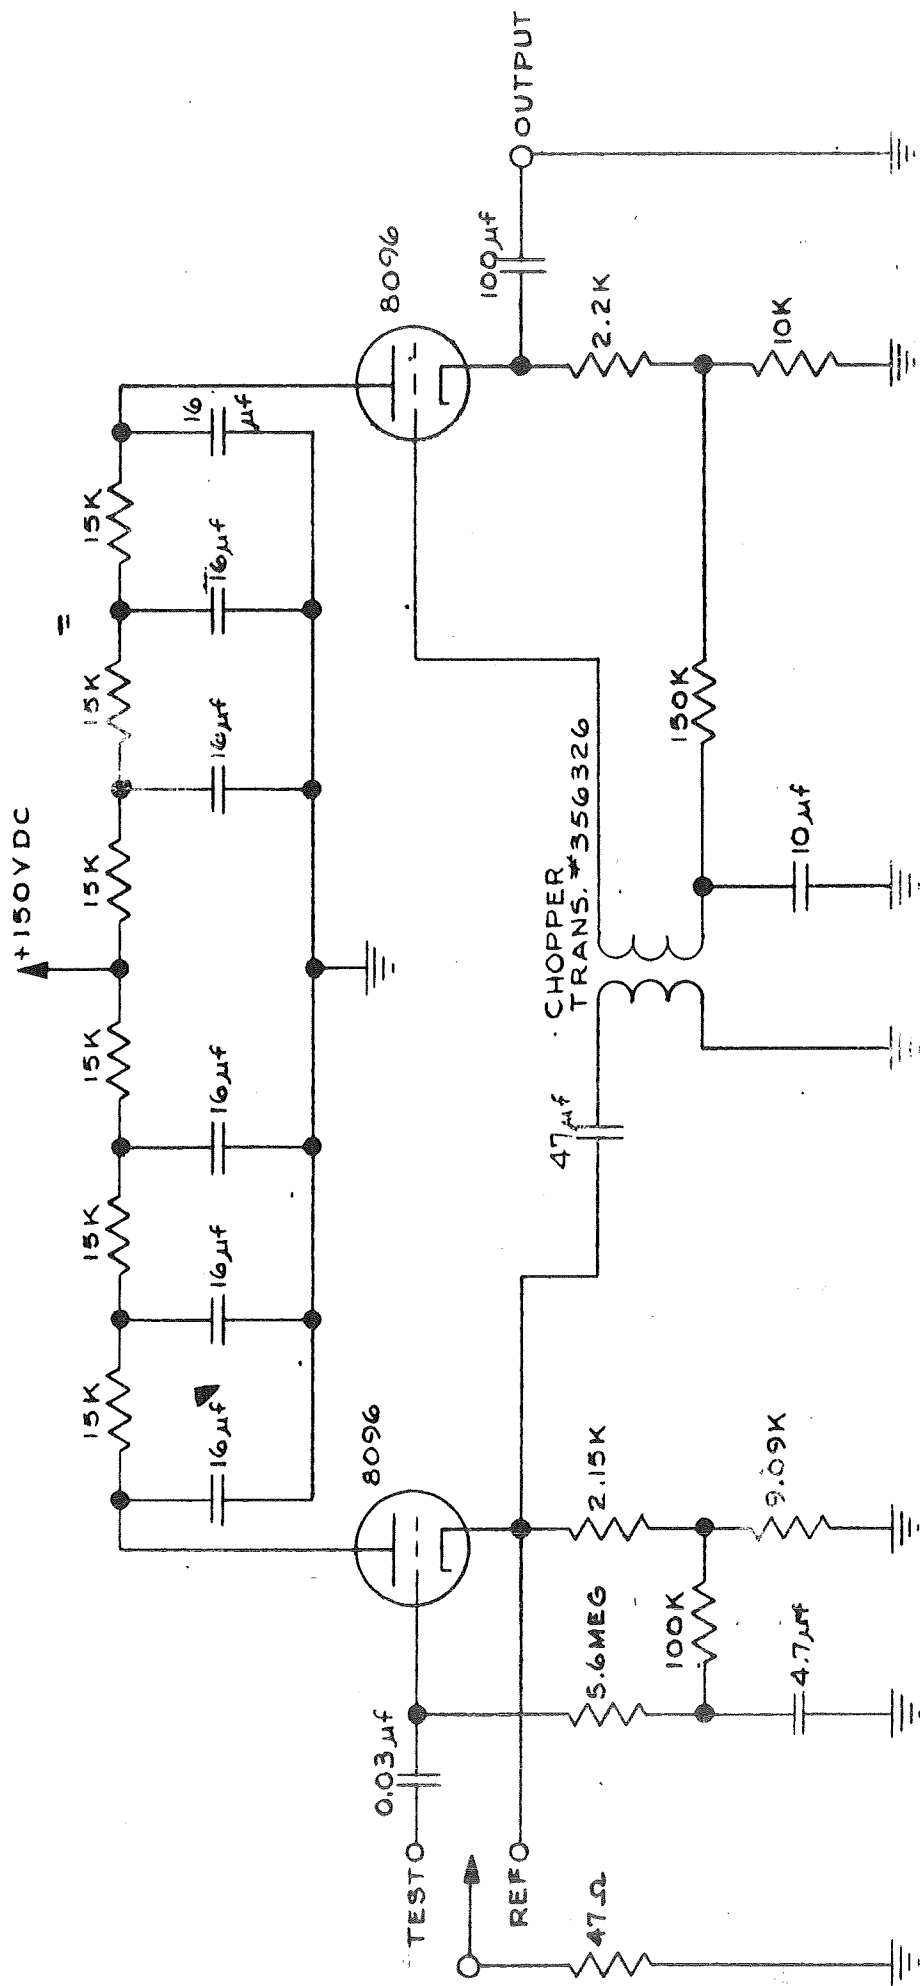 +150VDC
15K
15K
15K
15K
15K
15K
16µf
16µf
16µf
16µf
16µf
16 µf
8096
8096
0.03µf
TEST
REF
47Ω
5.6MEG
2.15K
100K
4.7µf
9.09K
47µf
CHOPPER
TRANS. #356326
10µf
150K
100µf
OUTPUT
2.2K
10K